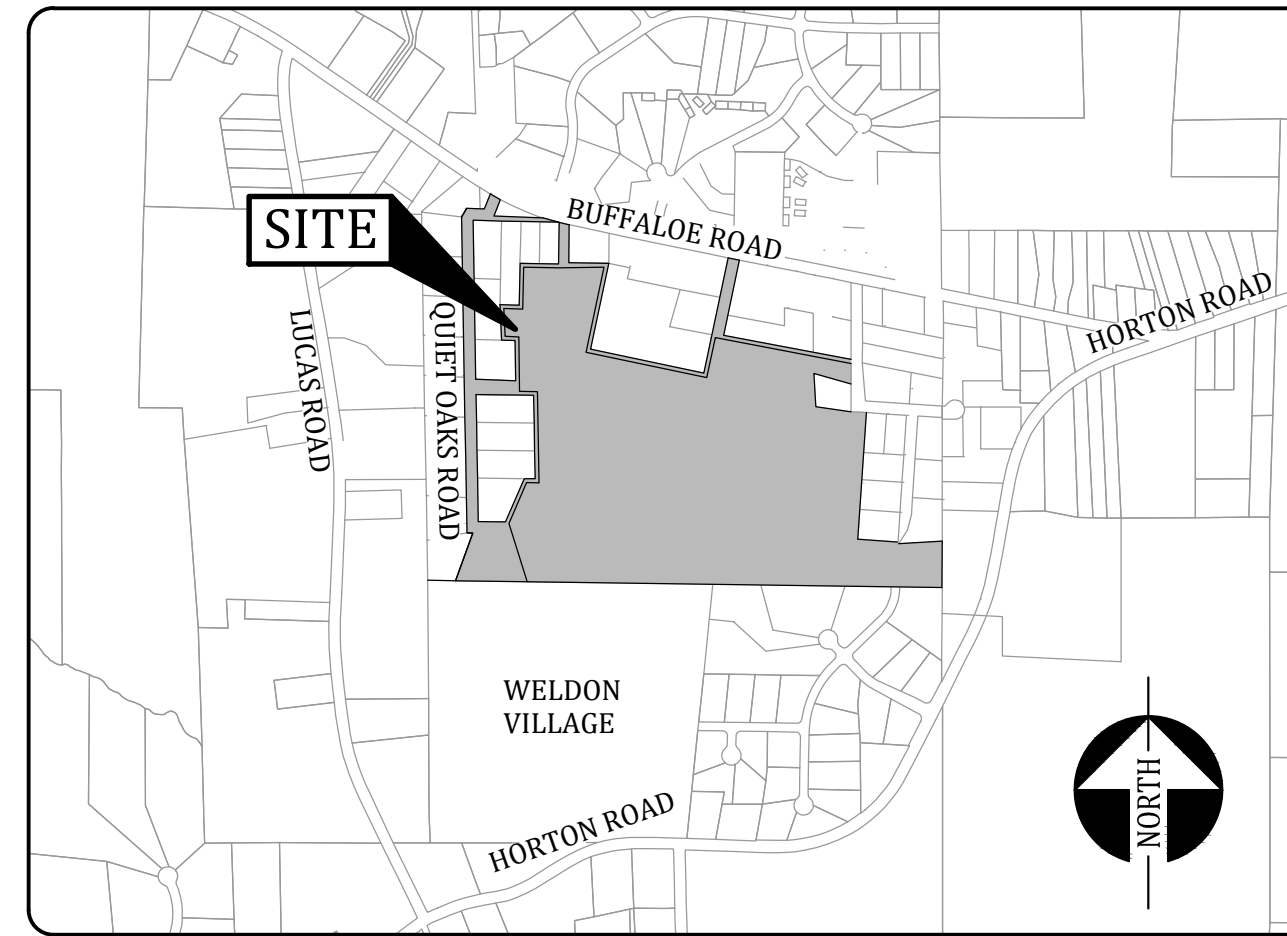 BUFFALOE ROAD
SITE
HORTON ROAD
LUCAS ROAD
QUIET OAKS ROAD
WELDON
VILLAGE
HORTON ROAD
NORTH